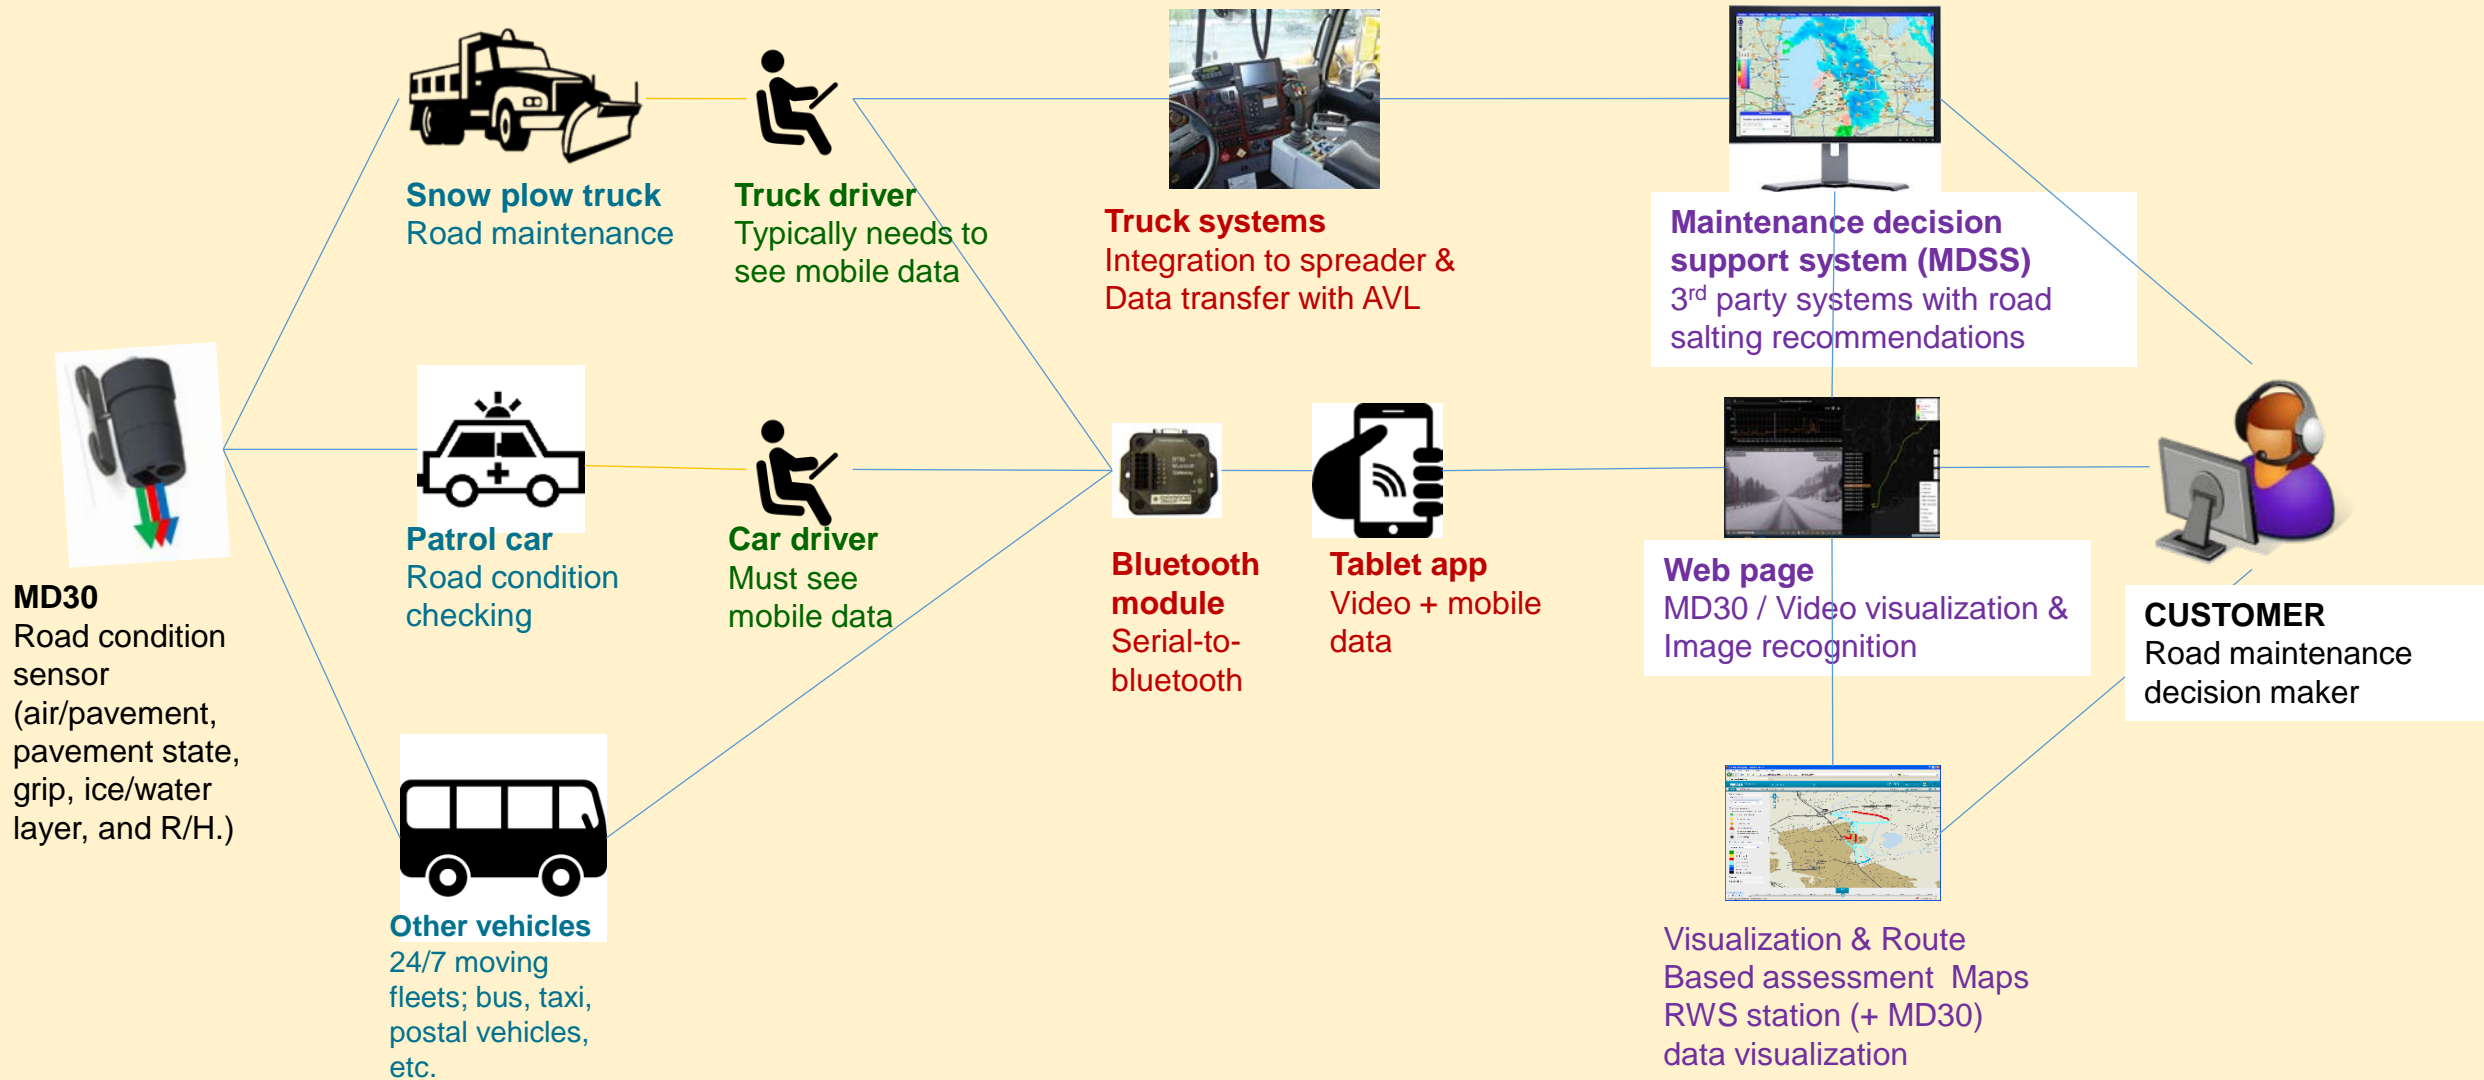 Snow plow truck
Road maintenance
Truck driver
Typically needs to
see mobile data
Truck systems
Integration to spreader &
Data transfer with AVL
Maintenance decision
support system (MDSS)
3rd party systems with road
salting recommendations
MD30
Road condition
sensor
(air/pavement,
pavement state,
grip, ice/water
layer, and R/H.)
Patrol car
Road condition
checking
Car driver
Must see
mobile data
Bluetooth
module
Serial-to-
bluetooth
Tablet app
Video + mobile
data
Web page
MD30 / Video visualization &
Image recognition
CUSTOMER
Road maintenance
decision maker
Other vehicles
24/7 moving
fleets; bus, taxi,
postal vehicles,
etc.
Visualization & Route
Based assessment  Maps
RWS station (+ MD30)
data visualization